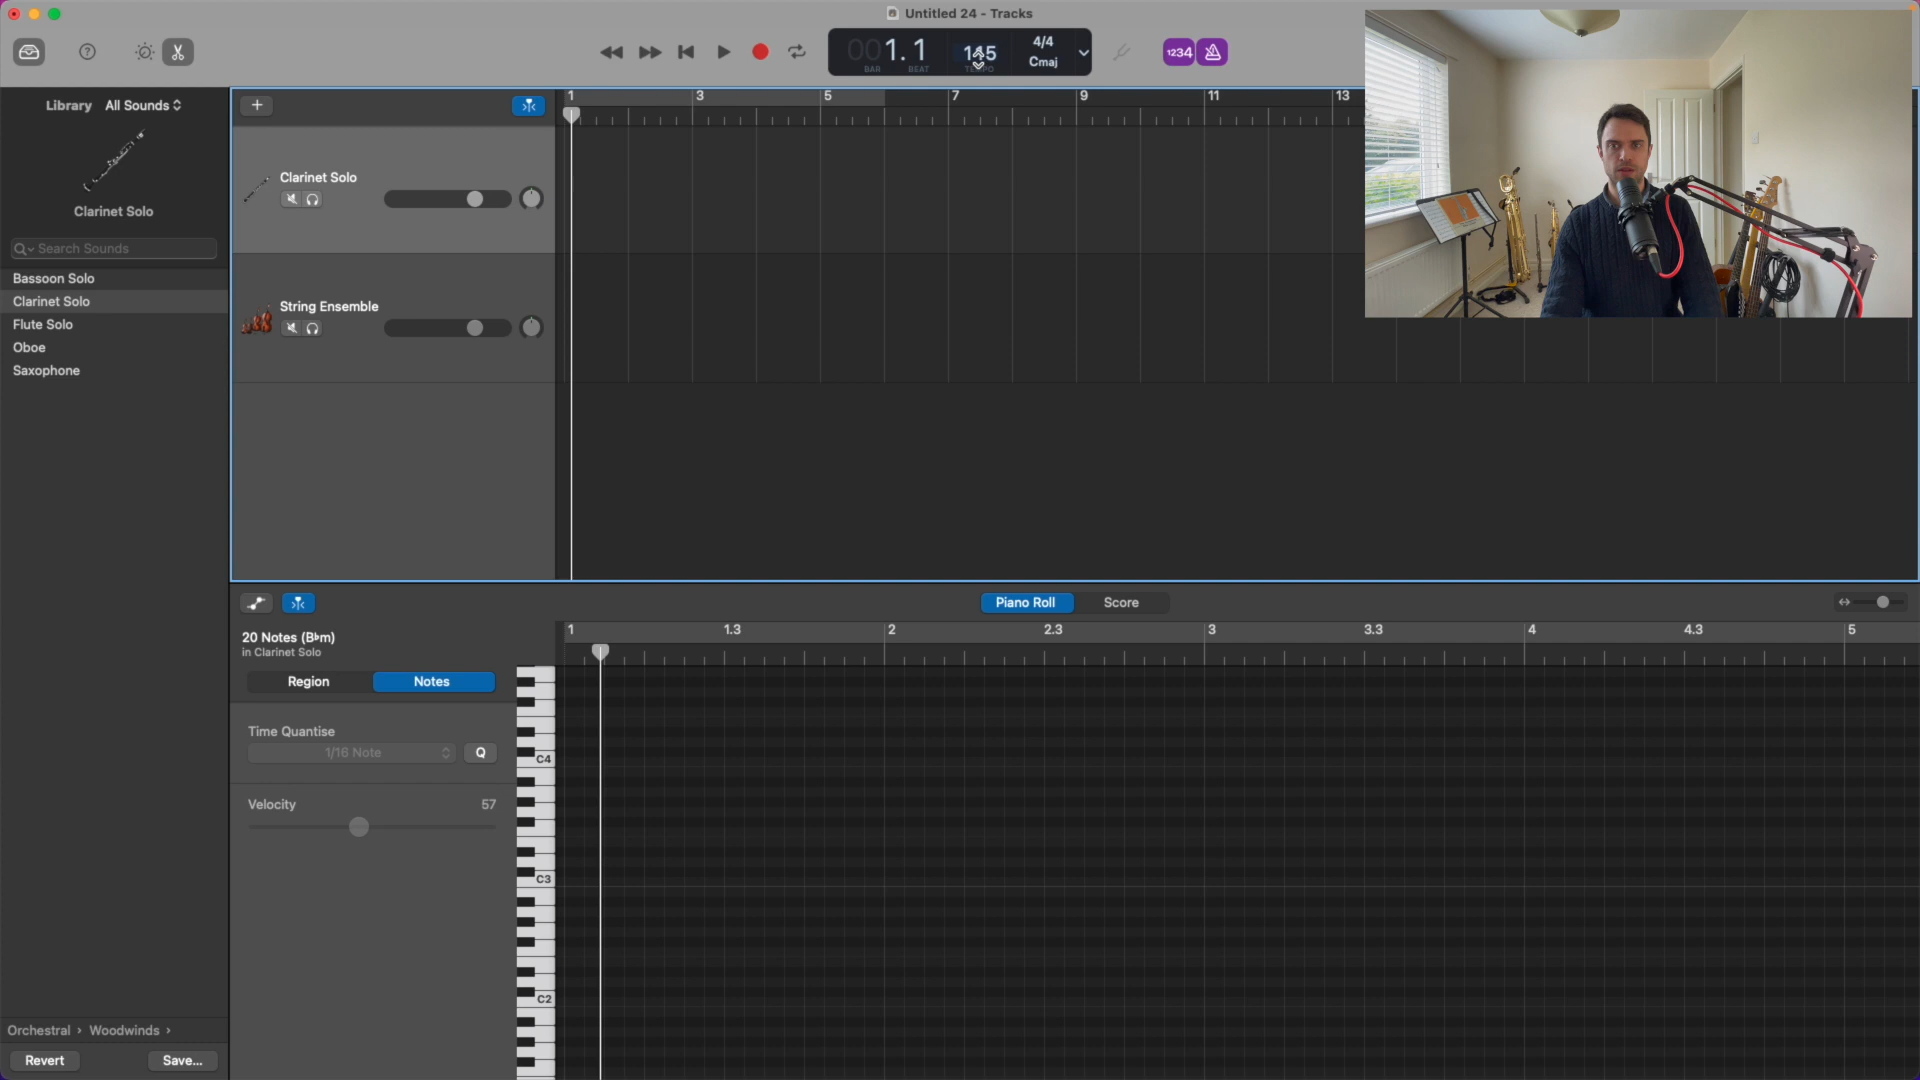 Untitled 24 - Tracks
001.1
BAR
BEAT
TEMPO
4/4
Cmaj
1234
Library
All Sounds
Clarinet Solo
Search Sounds
Bassoon Solo
Clarinet Solo
Flute Solo
Oboe
Saxophone
1 3 5 7 9 11 13
Clarinet Solo
String Ensemble
Piano Roll
Score
20 Notes (B♭m)
in Clarinet Solo
Region
Notes
Time Quantise
1/16 Note
Q
Velocity
57
1 1.3 2 2.3 3 3.3 4 4.3 5
C4
C3
C2
Orchestral › Woodwinds ›
Revert
Save...